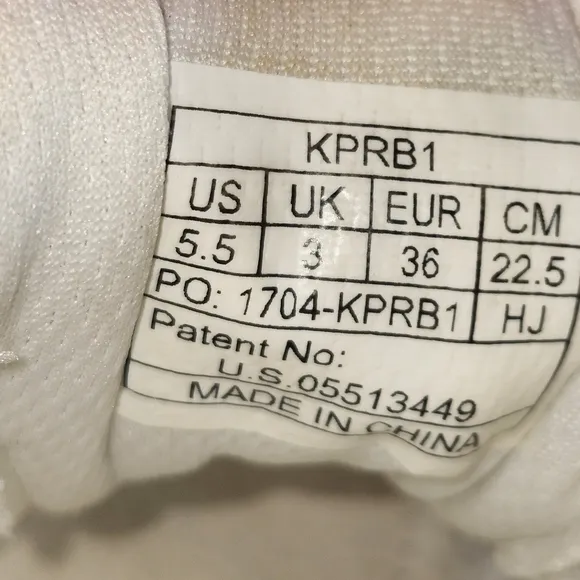 KPRB1
US UK EUR CM
5.5 3 36 22.5
PO: 1704-KPRB1 HJ
Patent No:
U.S.05513449
MADE IN CHINA